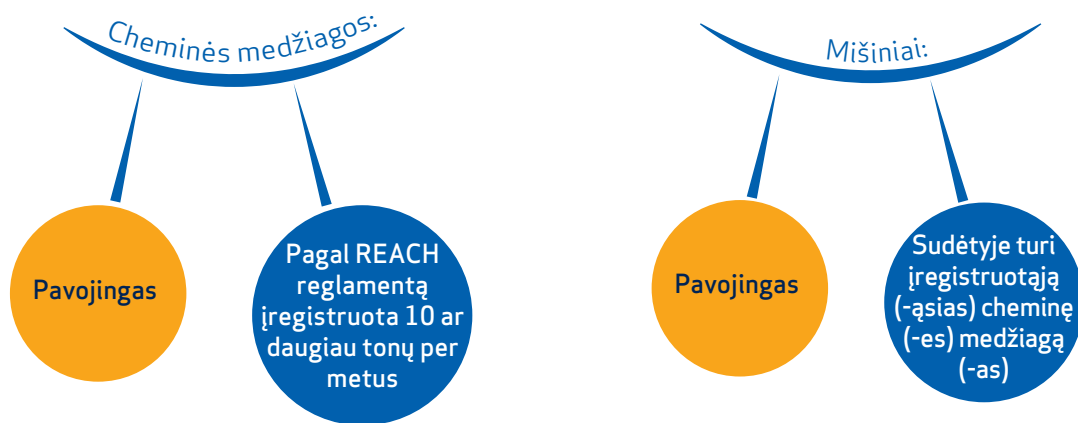 Cheminės medžiagos:
Pavojingas
Pagal REACH
reglamentą
įregistruota 10 ar
daugiau tonų per
metus
Mišiniai:
Pavojingas
Sudėtyje turi
įregistruotąją
(-ąsias) cheminę
(-es) medžiagą
(-as)